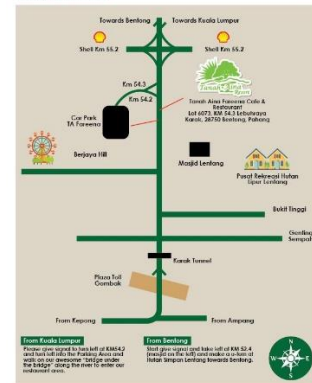 Towards Bentong
Towards Kuala Lumpur
Shell Km 55.2
Shell Km 55.2
Km 54.3
Km 54.2
Tanah Aina
Fareena
Tanah Aina Fareena Cafe &
Restaurant
Lot 6073, KM 54.3 Lebuhraya
Karak, 28750 Bentong, Pahang
Car Park
TA Fareena
Berjaya Hill
Masjid Lentang
Pusat Rekreasi Hutan
Lipur Lentang
Bukit Tinggi
Genting
Sempah
Karak Tunnel
Plaza Toll
Gombak
From Kepong
From Ampang
From Kuala Lumpur
Please give signal to turn left at KM54.2
and turn left into the Parking Area and
walk on our awesome "bridge under
the bridge" along the river to enter our
restaurant area.
From Bentong
Start give signal and take left at KM 52.4
(masjid on the left) and make a u-turn at
Hutan Simpan Lentang towards Bentong.
N
W
E
S